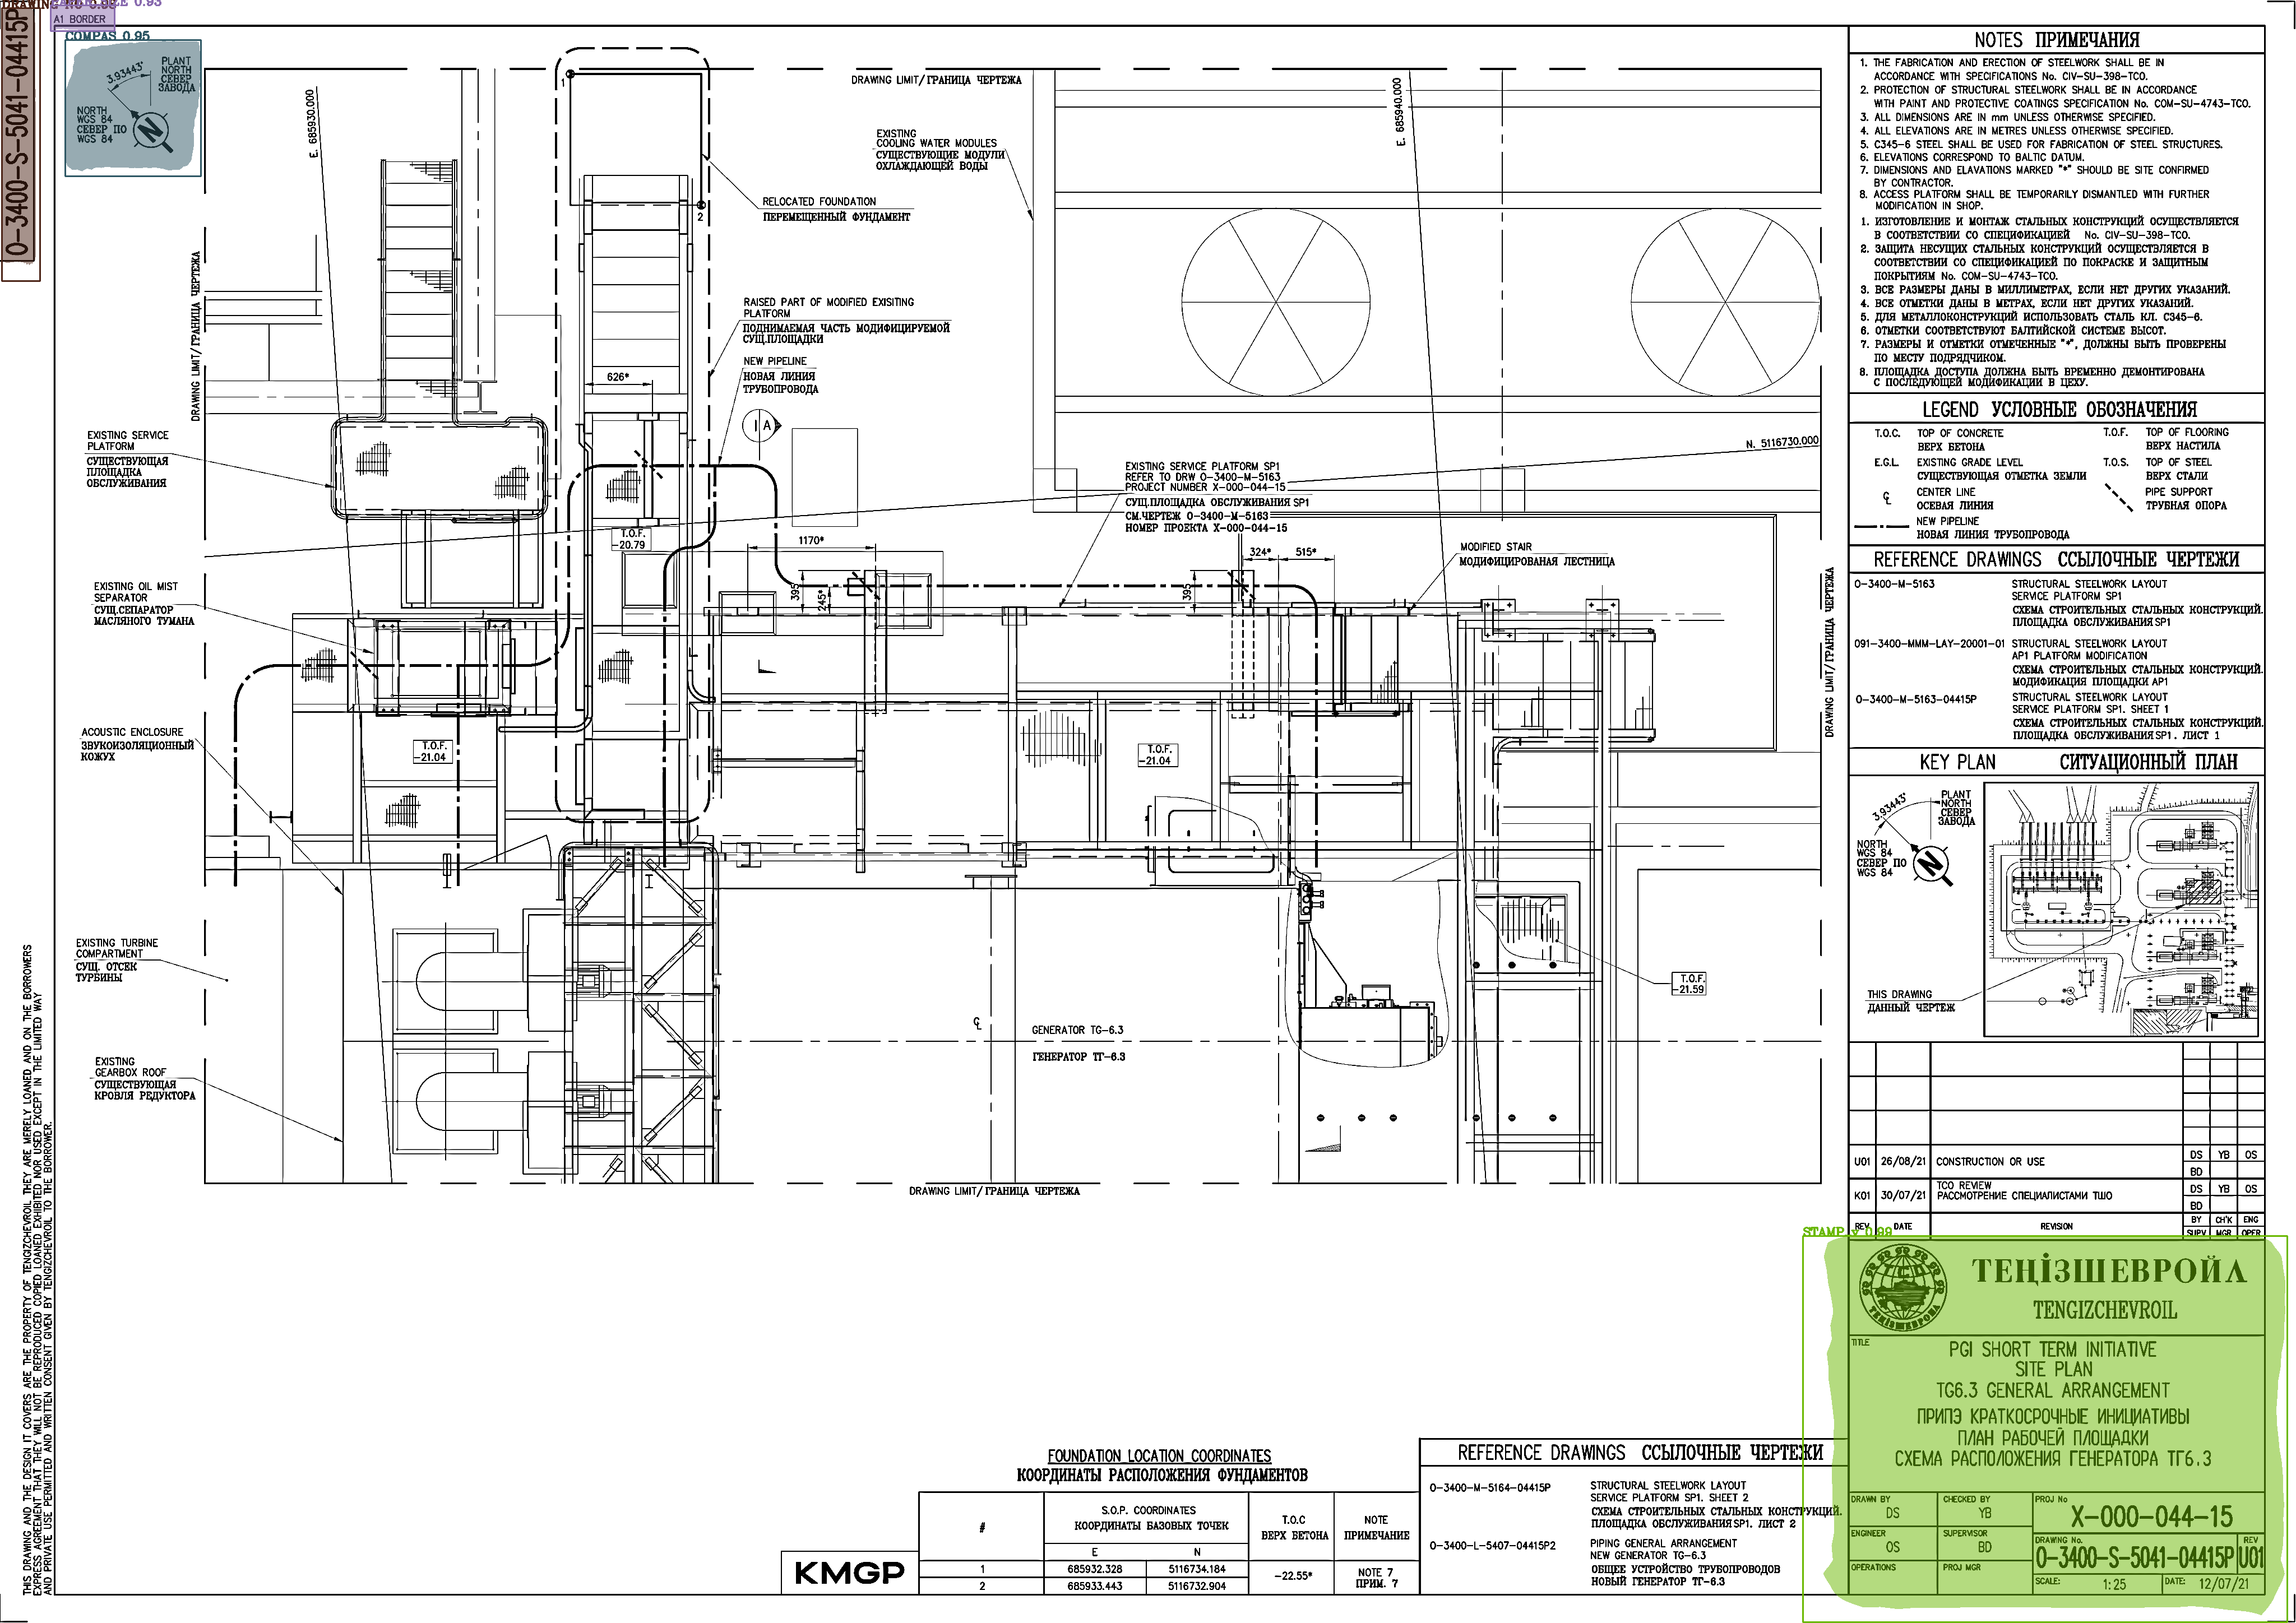 DRAWING NO 0.98
0.93
A1 BORDER
COMPAS 0.95
O-3400-S-5041-04415P
3.93443°
PLANT
NORTH
СЕВЕР
ЗАВОДА
NORTH
WGS 84
СЕВЕР ПО
WGS 84
E. 685930.000
E. 685940.000
N. 5116730.000
DRAWING LIMIT/ГРАНИЦА ЧЕРТЕЖА
DRAWING LIMIT/ГРАНИЦА ЧЕРТЕЖА
DRAWING LIMIT/ГРАНИЦА ЧЕРТЕЖА
DRAWING LIMIT/ГРАНИЦА ЧЕРТЕЖА
1
2
EXISTING
COOLING WATER MODULES
СУЩЕСТВУЮЩИЕ МОДУЛИ
ОХЛАЖДАЮЩЕЙ ВОДЫ
RELOCATED FOUNDATION
ПЕРЕМЕЩЕННЫЙ ФУНДАМЕНТ
RAISED PART OF MODIFIED EXISITING
PLATFORM
ПОДНИМАЕМАЯ ЧАСТЬ МОДИФИЦИРУЕМОЙ
СУЩ.ПЛОЩАДКИ
NEW PIPELINE
НОВАЯ ЛИНИЯ
ТРУБОПРОВОДА
626*
A
EXISTING SERVICE
PLATFORM
СУЩЕСТВУЮЩАЯ
ПЛОЩАДКА
ОБСЛУЖИВАНИЯ
EXISTING SERVICE PLATFORM SP1
REFER TO DRW O-3400-M-5163
PROJECT NUMBER X-000-044-15
СУЩ.ПЛОЩАДКА ОБСЛУЖИВАНИЯ SP1
СМ.ЧЕРТЕЖ O-3400-M-5163
НОМЕР ПРОЕКТА X-000-044-15
T.O.F.
-20.79
1170*
324*
515*
395
245*
395
MODIFIED STAIR
МОДИФИЦИРОВАНАЯ ЛЕСТНИЦА
EXISTING OIL MIST
SEPARATOR
СУЩ.СЕПАРАТОР
МАСЛЯНОГО ТУМАНА
ACOUSTIC ENCLOSURE
ЗВУКОИЗОЛЯЦИОННЫЙ
КОЖУХ
T.O.F.
-21.04
T.O.F.
-21.04
T.O.F.
-21.59
EXISTING TURBINE
COMPARTMENT
СУЩ. ОТСЕК
ТУРБИНЫ
EXISTING
GEARBOX ROOF
СУЩЕСТВУЮЩАЯ
КРОВЛЯ РЕДУКТОРА
GENERATOR TG-6.3
ГЕНЕРАТОР ТГ-6.3
THIS DRAWING AND THE DESIGN IT COVERS ARE THE PROPERTY OF TENGIZCHEVROIL THEY ARE MERELY LOANED AND ON THE BORROWERS
EXPRESS AGREEMENT THAT THEY WILL NOT BE REPRODUCED COPIED LOANED EXHIBITED NOR USED EXCEPT IN THE LIMITED WAY
AND PRIVATE USE PERMITTED AND WRITTEN CONSENT GIVEN BY TENGIZCHEVROIL TO THE BORROWER.
FOUNDATION LOCATION COORDINATES
КООРДИНАТЫ РАСПОЛОЖЕНИЯ ФУНДАМЕНТОВ
# S.O.P. COORDINATES T.O.C NOTE
КООРДИНАТЫ БАЗОВЫХ ТОЧЕК ВЕРХ БЕТОНА ПРИМЕЧАНИЕ
E N
1 685932.328 5116734.184 -22.55* NOTE 7
2 685933.443 5116732.904 ПРИМ. 7
KMGP
REFERENCE DRAWINGS ССЫЛОЧНЫЕ ЧЕРТЕЖИ
O-3400-M-5164-04415P STRUCTURAL STEELWORK LAYOUT
SERVICE PLATFORM SP1. SHEET 2
СХЕМА СТРОИТЕЛЬНЫХ СТАЛЬНЫХ КОНСТРУКЦИЙ.
ПЛОЩАДКА ОБСЛУЖИВАНИЯ SP1. ЛИСТ 2
O-3400-L-5407-04415P2 PIPING GENERAL ARRANGEMENT
NEW GENERATOR TG-6.3
ОБЩЕЕ УСТРОЙСТВО ТРУБОПРОВОДОВ
НОВЫЙ ГЕНЕРАТОР ТГ-6.3
NOTES ПРИМЕЧАНИЯ
1. THE FABRICATION AND ERECTION OF STEELWORK SHALL BE IN
ACCORDANCE WITH SPECIFICATIONS No. CIV-SU-398-TCO.
2. PROTECTION OF STRUCTURAL STEELWORK SHALL BE IN ACCORDANCE
WITH PAINT AND PROTECTIVE COATINGS SPECIFICATION No. COM-SU-4743-TCO.
3. ALL DIMENSIONS ARE IN mm UNLESS OTHERWISE SPECIFIED.
4. ALL ELEVATIONS ARE IN METRES UNLESS OTHERWISE SPECIFIED.
5. C345-6 STEEL SHALL BE USED FOR FABRICATION OF STEEL STRUCTURES.
6. ELEVATIONS CORRESPOND TO BALTIC DATUM.
7. DIMENSIONS AND ELAVATIONS MARKED "*" SHOULD BE SITE CONFIRMED
BY CONTRACTOR.
8. ACCESS PLATFORM SHALL BE TEMPORARILY DISMANTLED WITH FURTHER
MODIFICATION IN SHOP.
1. ИЗГОТОВЛЕНИЕ И МОНТАЖ СТАЛЬНЫХ КОНСТРУКЦИЙ ОСУЩЕСТВЛЯЕТСЯ
В СООТВЕТСТВИИ СО СПЕЦИФИКАЦИЕЙ No. CIV-SU-398-TCO.
2. ЗАЩИТА НЕСУЩИХ СТАЛЬНЫХ КОНСТРУКЦИЙ ОСУЩЕСТВЛЯЕТСЯ В
СООТВЕТСТВИИ СО СПЕЦИФИКАЦИЕЙ ПО ПОКРАСКЕ И ЗАЩИТНЫМ
ПОКРЫТИЯМ No. COM-SU-4743-TCO.
3. ВСЕ РАЗМЕРЫ ДАНЫ В МИЛЛИМЕТРАХ, ЕСЛИ НЕТ ДРУГИХ УКАЗАНИЙ.
4. ВСЕ ОТМЕТКИ ДАНЫ В МЕТРАХ, ЕСЛИ НЕТ ДРУГИХ УКАЗАНИЙ.
5. ДЛЯ МЕТАЛЛОКОНСТРУКЦИЙ ИСПОЛЬЗОВАТЬ СТАЛЬ КЛ. C345-6.
6. ОТМЕТКИ СООТВЕТСТВУЮТ БАЛТИЙСКОЙ СИСТЕМЕ ВЫСОТ.
7. РАЗМЕРЫ И ОТМЕТКИ ОТМЕЧЕННЫЕ "*", ДОЛЖНЫ БЫТЬ ПРОВЕРЕНЫ
ПО МЕСТУ ПОДРЯДЧИКОМ.
8. ПЛОЩАДКА ДОСТУПА ДОЛЖНА БЫТЬ ВРЕМЕННО ДЕМОНТИРОВАНА
С ПОСЛЕДУЮЩЕЙ МОДИФИКАЦИИ В ЦЕХУ.
LEGEND УСЛОВНЫЕ ОБОЗНАЧЕНИЯ
T.O.C. TOP OF CONCRETE T.O.F. TOP OF FLOORING
ВЕРХ БЕТОНА ВЕРХ НАСТИЛА
E.G.L. EXISTING GRADE LEVEL T.O.S. TOP OF STEEL
СУЩЕСТВУЮЩАЯ ОТМЕТКА ЗЕМЛИ ВЕРХ СТАЛИ
CENTER LINE PIPE SUPPORT
ОСЕВАЯ ЛИНИЯ ТРУБНАЯ ОПОРА
NEW PIPELINE
НОВАЯ ЛИНИЯ ТРУБОПРОВОДА
REFERENCE DRAWINGS ССЫЛОЧНЫЕ ЧЕРТЕЖИ
O-3400-M-5163 STRUCTURAL STEELWORK LAYOUT
SERVICE PLATFORM SP1
СХЕМА СТРОИТЕЛЬНЫХ СТАЛЬНЫХ КОНСТРУКЦИЙ.
ПЛОЩАДКА ОБСЛУЖИВАНИЯ SP1
091-3400-MMM-LAY-20001-01 STRUCTURAL STEELWORK LAYOUT
AP1 PLATFORM MODIFICATION
СХЕМА СТРОИТЕЛЬНЫХ СТАЛЬНЫХ КОНСТРУКЦИЙ.
МОДИФИКАЦИЯ ПЛОЩАДКИ AP1
O-3400-M-5163-04415P STRUCTURAL STEELWORK LAYOUT
SERVICE PLATFORM SP1. SHEET 1
СХЕМА СТРОИТЕЛЬНЫХ СТАЛЬНЫХ КОНСТРУКЦИЙ.
ПЛОЩАДКА ОБСЛУЖИВАНИЯ SP1. ЛИСТ 1
KEY PLAN СИТУАЦИОННЫЙ ПЛАН
3.93443°
PLANT
NORTH
СЕВЕР
ЗАВОДА
NORTH
WGS 84
СЕВЕР ПО
WGS 84
THIS DRAWING
ДАННЫЙ ЧЕРТЕЖ
U01 26/08/21 CONSTRUCTION OR USE DS YB OS
BD
K01 30/07/21 TCO REVIEW DS YB OS
РАССМОТРЕНИЕ СПЕЦИАЛИСТАМИ ТШО
BD
REV DATE REVISION BY CH'K ENG
SUPV MGR OPER
STAMP v 0.99
ТЕҢІЗШЕВРОЙЛ
TENGIZCHEVROIL
TITLE
PGI SHORT TERM INITIATIVE
SITE PLAN
TG6.3 GENERAL ARRANGEMENT
ПРИПЭ КРАТКОСРОЧНЫЕ ИНИЦИАТИВЫ
ПЛАН РАБОЧЕЙ ПЛОЩАДКИ
СХЕМА РАСПОЛОЖЕНИЯ ГЕНЕРАТОРА ТГ6.3
DRAWN BY DS CHECKED BY YB PROJ No X-000-044-15
ENGINEER OS SUPERVISOR BD DRAWING No. O-3400-S-5041-04415P REV U01
OPERATIONS PROJ MGR SCALE: 1:25 DATE: 12/07/21